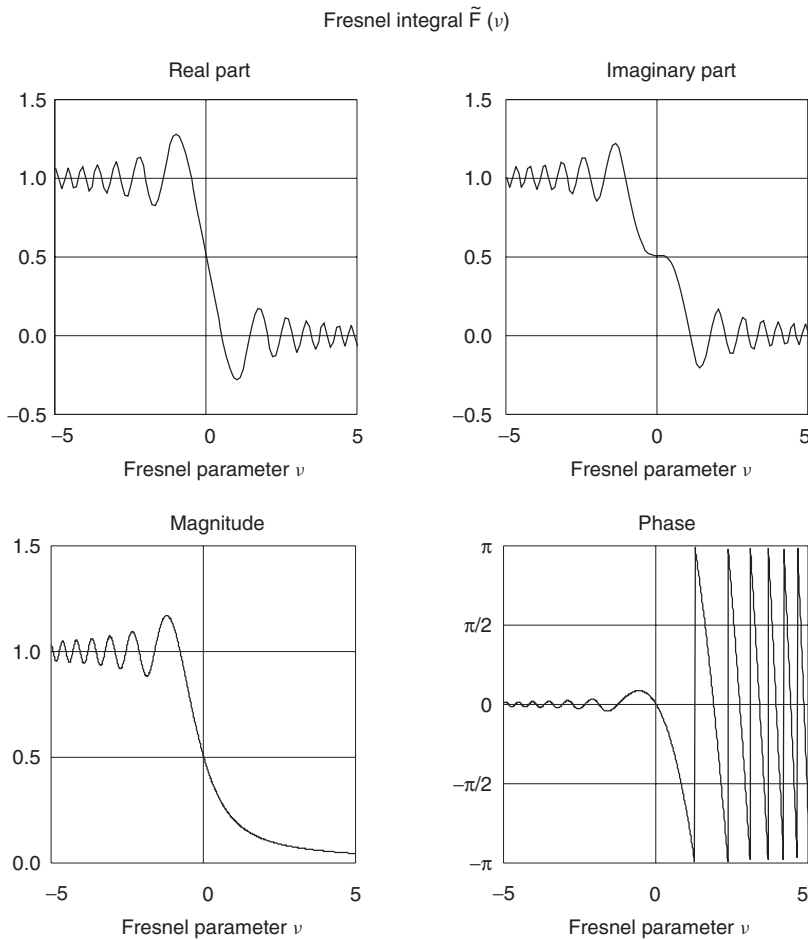 Fresnel integral F̃ (ν)
Real part
1.5
1.0
0.5
0.0
−0.5
−5
0
5
Fresnel parameter ν
Imaginary part
1.5
1.0
0.5
0.0
−0.5
−5
0
5
Fresnel parameter ν
Magnitude
1.5
1.0
0.5
0.0
−5
0
5
Fresnel parameter ν
Phase
π
π/2
0
−π/2
−π
−5
0
5
Fresnel parameter ν